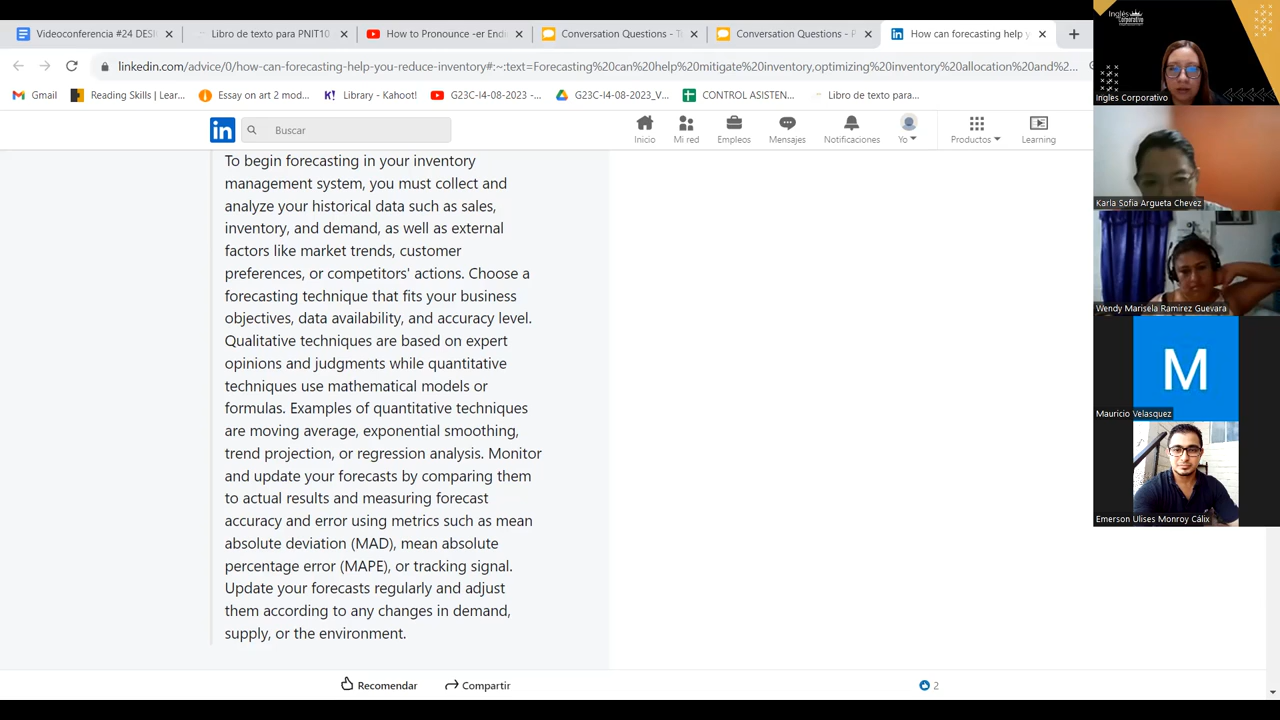 Videoconferencia #24 DESI
Libro de texto para PNIT10
How to Pronounce -er Endi
Conversation Questions - T
Conversation Questions - P
How can forecasting help y
linkedin.com/advice/0/how-can-forecasting-help-you-reduce-inventory#:~:text=Forecasting%20can%20help%20mitigate%20inventory,optimizing%20inventory%20allocation%20and%2...
Gmail
Reading Skills | Lear...
Essay on art 2 mod...
Library - Kano...
G23C-I4-08-2023 -...
G23C-I4-08-2023_V...
CONTROL ASISTEN...
Libro de texto para...
in
Buscar
Inicio
Mi red
Empleos
Mensajes
Notificaciones
Yo
Productos
Learning
To begin forecasting in your inventory
management system, you must collect and
analyze your historical data such as sales,
inventory, and demand, as well as external
factors like market trends, customer
preferences, or competitors' actions. Choose a
forecasting technique that fits your business
objectives, data availability, and accuracy level.
Qualitative techniques are based on expert
opinions and judgments while quantitative
techniques use mathematical models or
formulas. Examples of quantitative techniques
are moving average, exponential smoothing,
trend projection, or regression analysis. Monitor
and update your forecasts by comparing them
to actual results and measuring forecast
accuracy and error using metrics such as mean
absolute deviation (MAD), mean absolute
percentage error (MAPE), or tracking signal.
Update your forecasts regularly and adjust
them according to any changes in demand,
supply, or the environment.
Recomendar
Compartir
2
Inglés
Corporativo
Ingles Corporativo
Karla Sofia Argueta Chevez
Wendy Marisela Ramirez Guevara
M
Mauricio Velasquez
Emerson Ulises Monroy Cálix